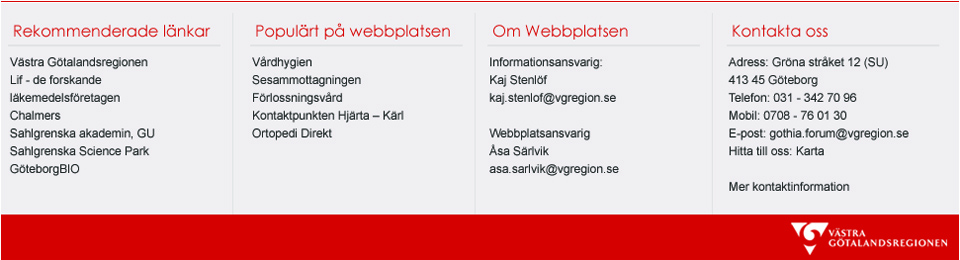 Rekommenderade länkar
Västra Götalandsregionen
Lif - de forskande
läkemedelsföretagen
Chalmers
Sahlgrenska akademin, GU
Sahlgrenska Science Park
GöteborgBIO
Populärt på webbplatsen
Vårdhygien
Sesammottagningen
Förlossningsvård
Kontaktpunkten Hjärta – Kärl
Ortopedi Direkt
Om Webbplatsen
Informationsansvarig:
Kaj Stenlöf
kaj.stenlof@vgregion.se
Webbplatsansvarig
Åsa Särlvik
asa.sarlvik@vgregion.se
Kontakta oss
Adress: Gröna stråket 12 (SU)
413 45 Göteborg
Telefon: 031 - 342 70 96
Mobil: 0708 - 76 01 30
E-post: gothia.forum@vgregion.se
Hitta till oss: Karta
Mer kontaktinformation
VÄSTRA
GÖTALANDSREGIONEN